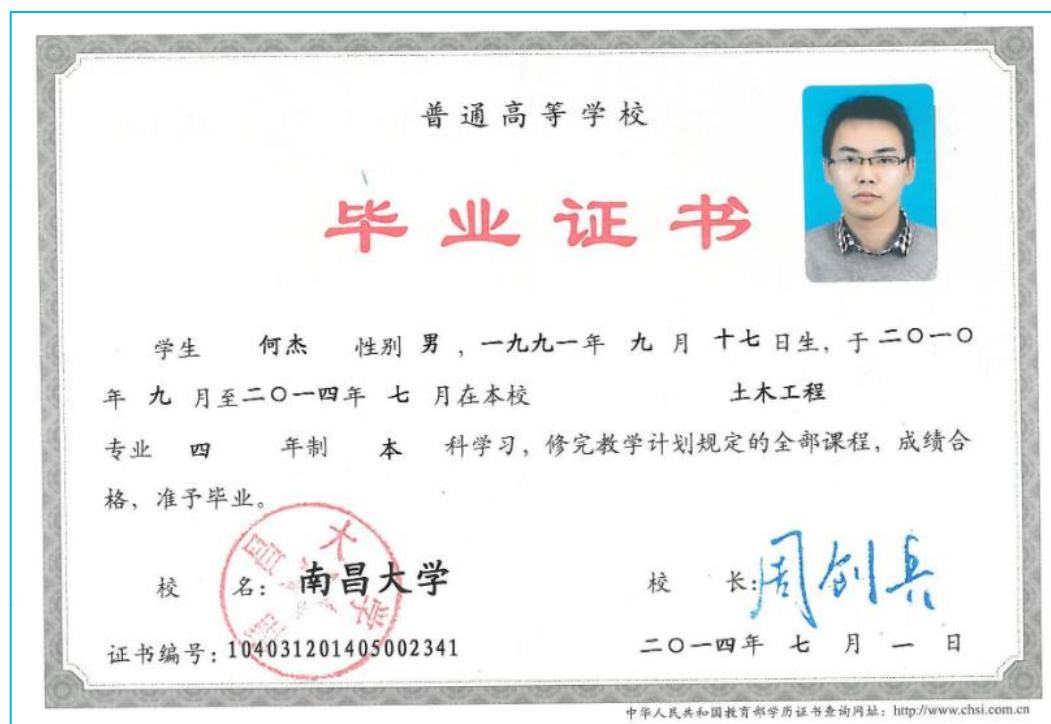 普通高等学校
毕业证书
学生 何杰 性别 男，一九九一年 九 月 十七 日生，于 二〇一〇
年 九 月至二〇一四年 七 月在本校 土木工程
专业 四 年制 本 科学习，修完教学计划规定的全部课程，成绩合
格，准予毕业。
校 名：南昌大学
校 长：周创兵
证书编号：104031201405002341
二〇一四年 七 月 一 日
中华人民共和国教育部学历证书查询网址：http://www.chsi.com.cn